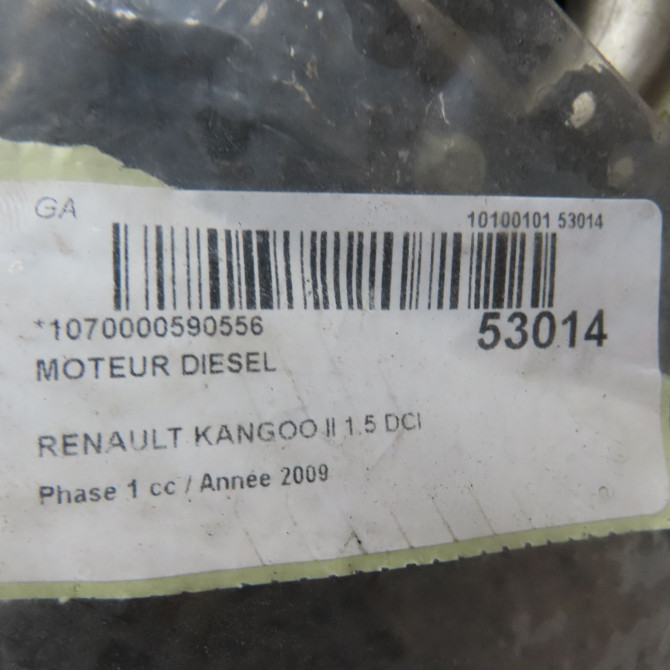 GA
10100101 53014
*1070000590556
53014
MOTEUR DIESEL
RENAULT KANGOO II 1.5 DCI
Phase 1 cc / Année 2009